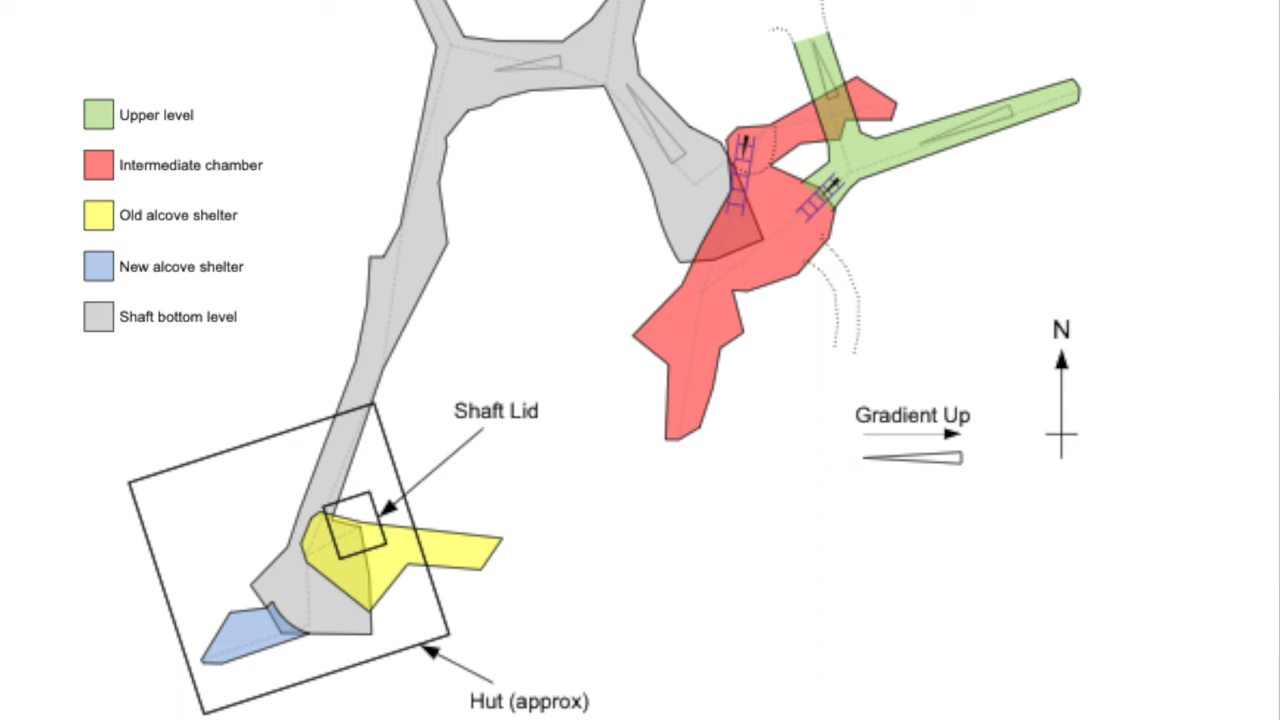 Upper level
Intermediate chamber
Old alcove shelter
New alcove shelter
Shaft bottom level
N
Shaft Lid
Gradient Up
Hut (approx)